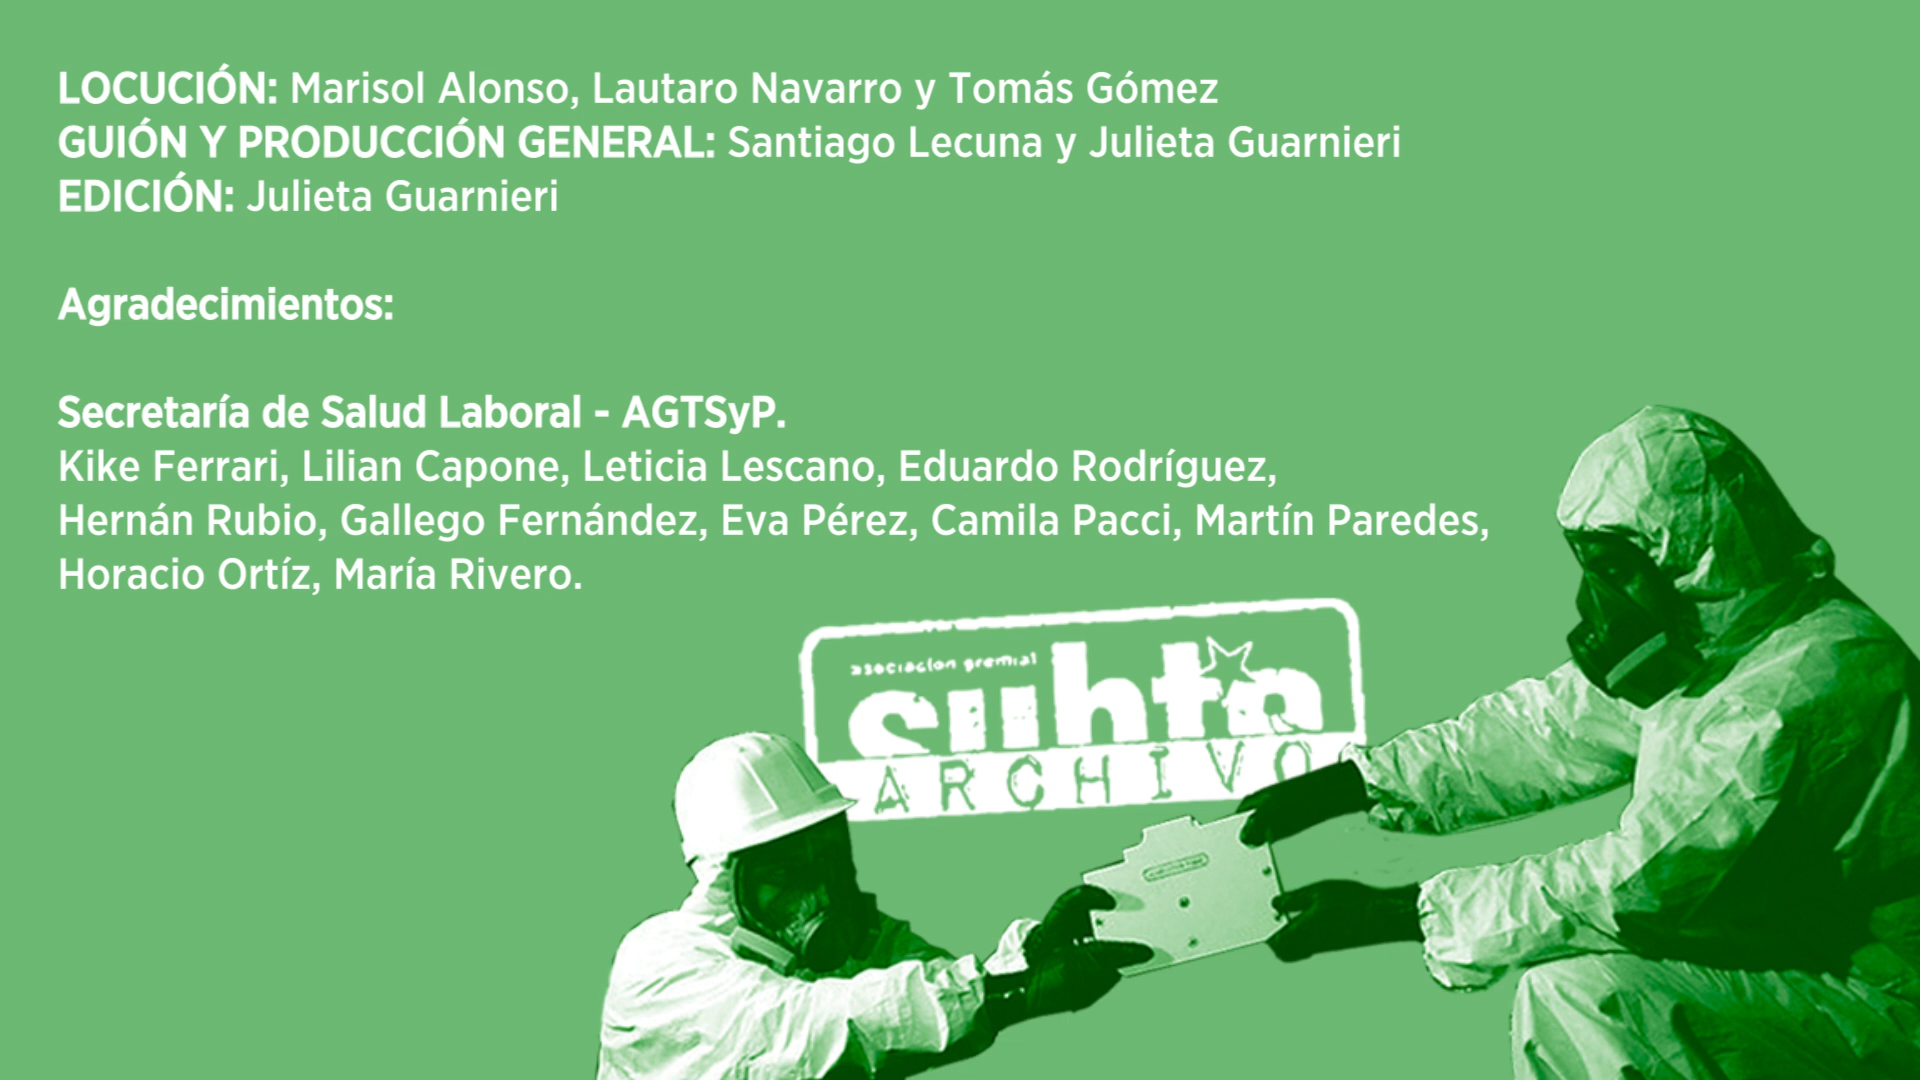 LOCUCIÓN: Marisol Alonso, Lautaro Navarro y Tomás Gómez
GUIÓN Y PRODUCCIÓN GENERAL: Santiago Lecuna y Julieta Guarnieri
EDICIÓN: Julieta Guarnieri
Agradecimientos:
Secretaría de Salud Laboral - AGTSyP.
Kike Ferrari, Lilian Capone, Leticia Lescano, Eduardo Rodríguez,
Hernán Rubio, Gallego Fernández, Eva Pérez, Camila Pacci, Martín Paredes,
Horacio Ortíz, María Rivero.
asociacion gremial
subte
ARCHIVO